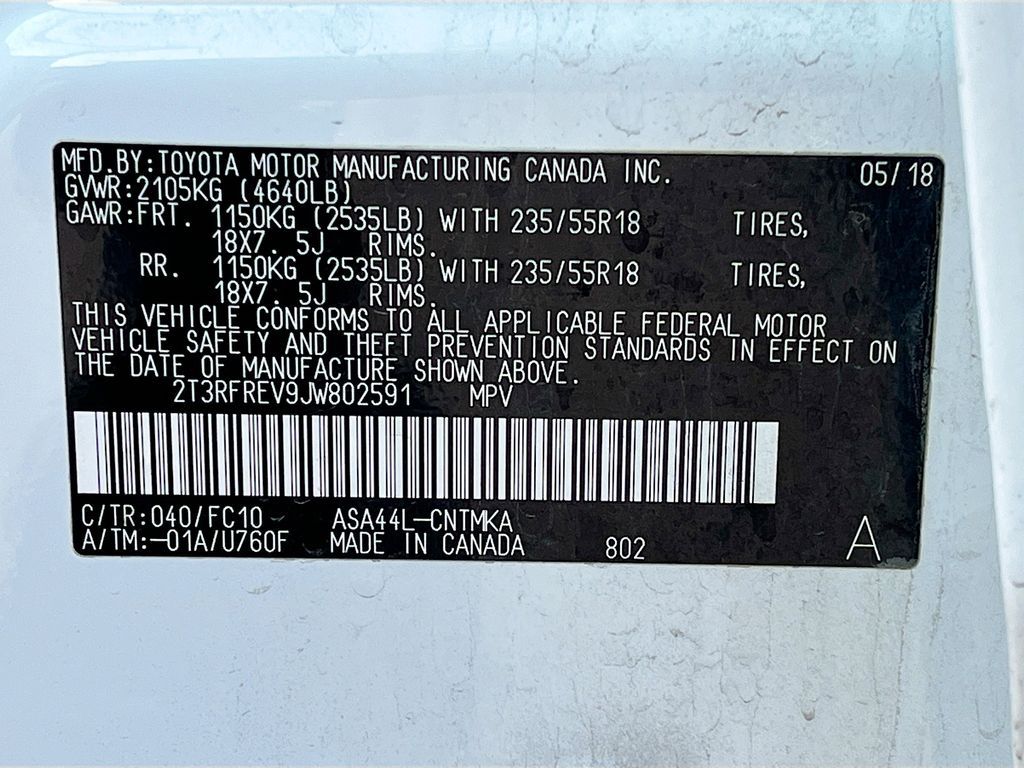 MFD.BY:TOYOTA MOTOR MANUFACTURING CANADA INC. 05/18
GVWR:2105KG (4640LB)
GAWR:FRT. 1150KG (2535LB) WITH 235/55R18 TIRES,
18X7. 5J RIMS.
RR. 1150KG (2535LB) WITH 235/55R18 TIRES,
18X7. 5J RIMS.
THIS VEHICLE CONFORMS TO ALL APPLICABLE FEDERAL MOTOR
VEHICLE SAFETY AND THEFT PREVENTION STANDARDS IN EFFECT ON
THE DATE OF MANUFACTURE SHOWN ABOVE.
2T3RFREV9JW802591 MPV
C/TR:040/FC10 ASA44L-CNTMKA
A/TM:-01A/U760F MADE IN CANADA 802 A